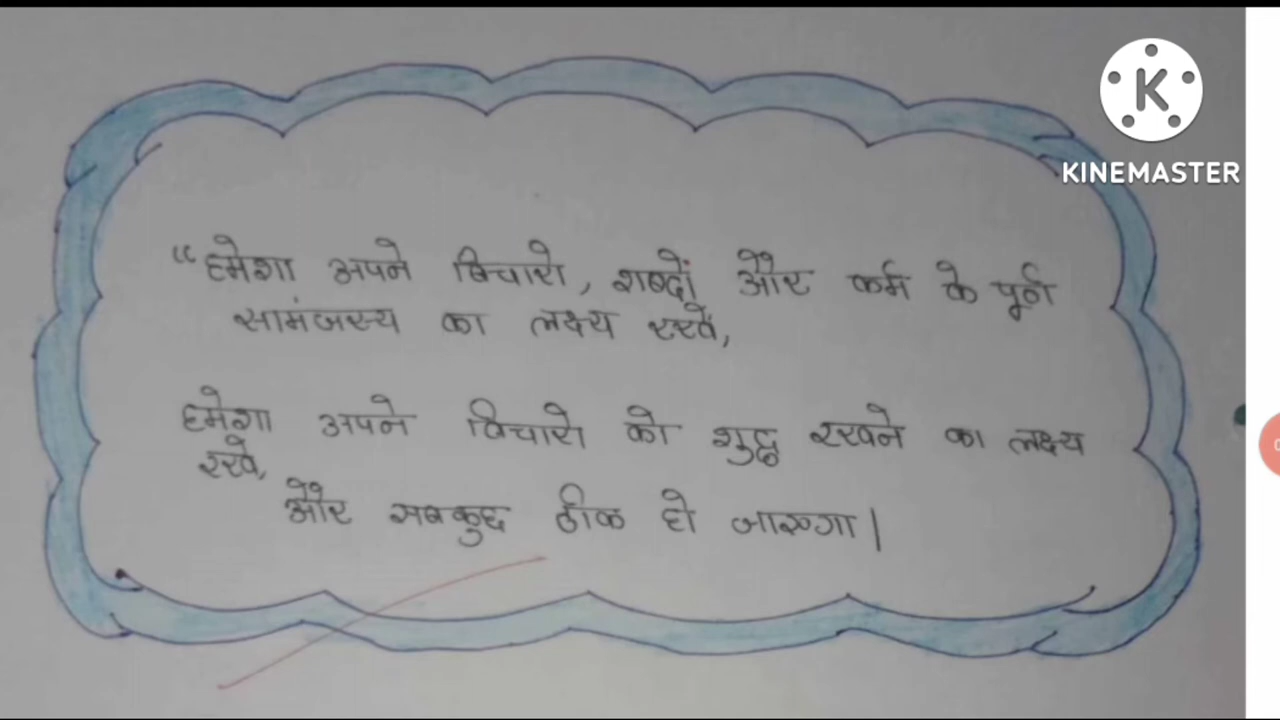 KINEMASTER
“हमेशा अपने विचारो, शब्दों और कर्म के पूर्ण
सामंजस्य का लक्ष्य रखें,
हमेशा अपने विचारो को शुद्ध रखने का लक्ष्य
रखे,
और सबकुछ ठीक हो जाएगा।